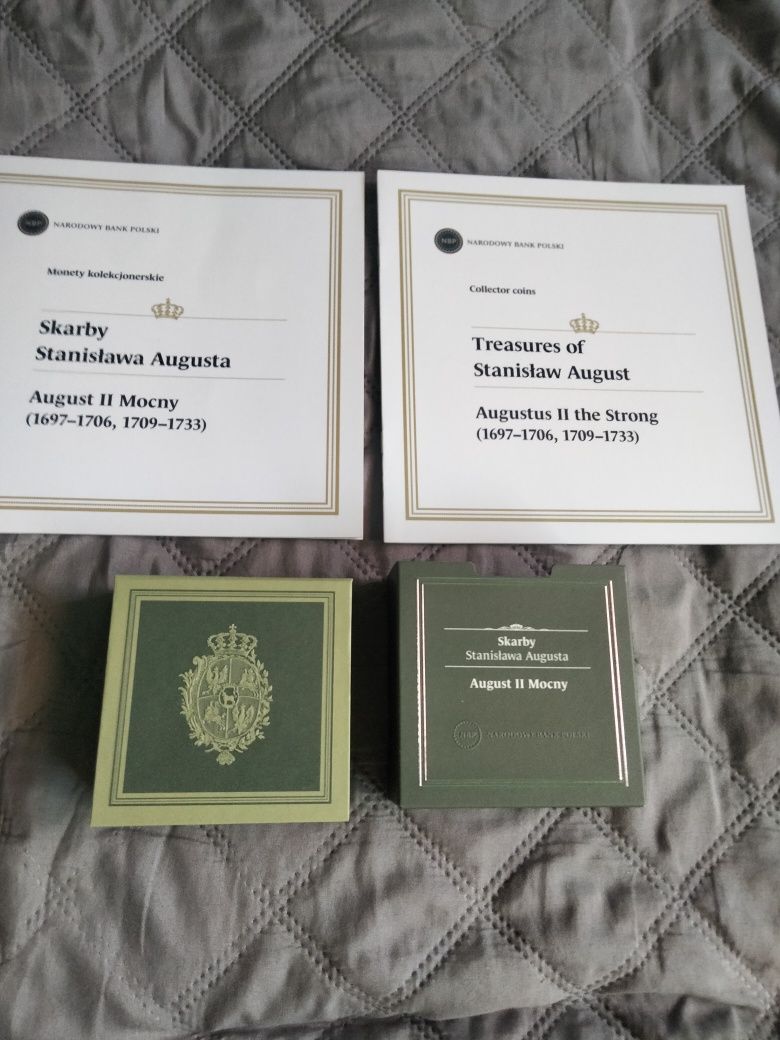 NBP NARODOWY BANK POLSKI
Monety kolekcjonerskie
Skarby
Stanisława Augusta
August II Mocny
(1697–1706, 1709–1733)
NBP NARODOWY BANK POLSKI
Collector coins
Treasures of
Stanisław August
Augustus II the Strong
(1697–1706, 1709–1733)
Skarby
Stanisława Augusta
August II Mocny
NBP NARODOWY BANK POLSKI